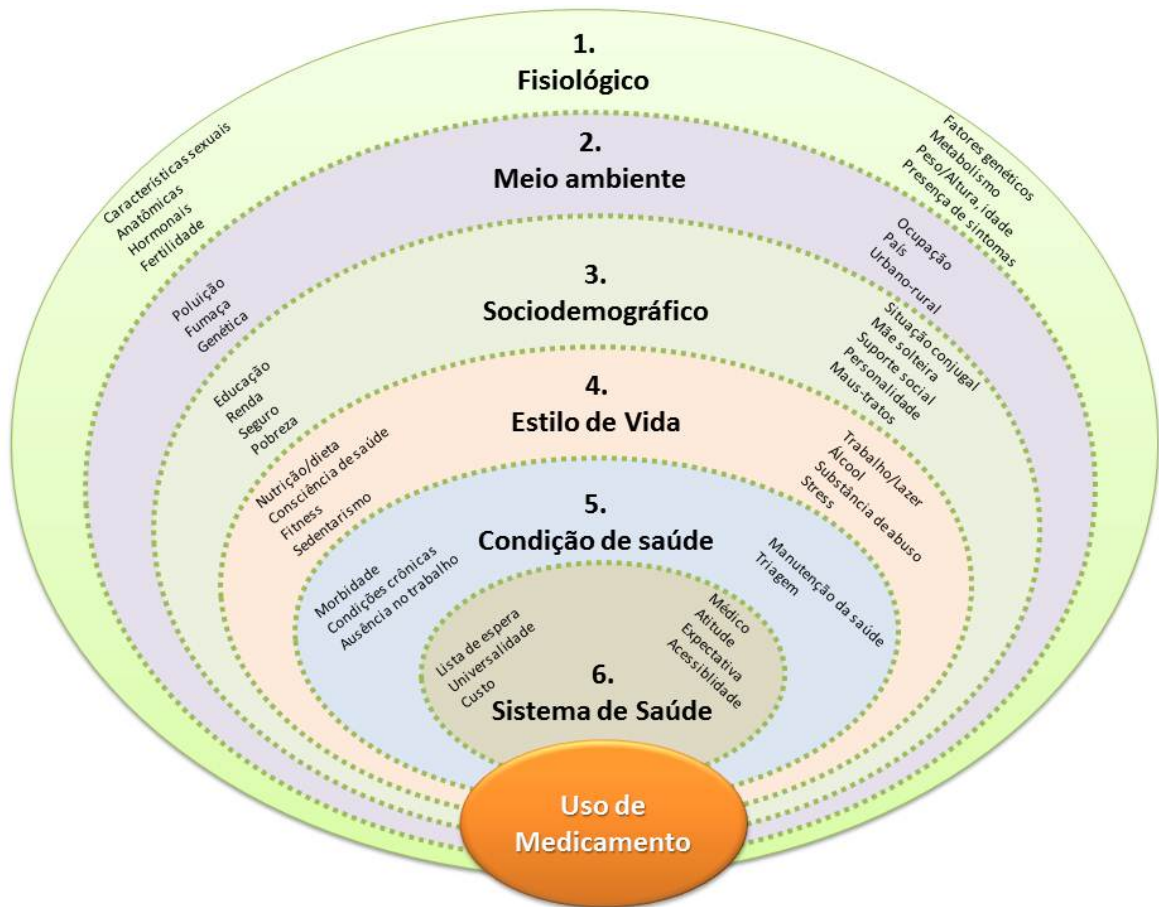 1.
Fisiológico
Características sexuais
Anatômicas
Hormonais
Fertilidade
Fatores genéticos
Metabolismo
Peso/Altura, idade
Presença de sintomas
2.
Meio ambiente
Poluição
Fumaça
Genética
Ocupação
País
Urbano-rural
3.
Sociodemográfico
Educação
Renda
Seguro
Pobreza
Situação conjugal
Mãe solteira
Suporte social
Personalidade
Maus-tratos
4.
Estilo de Vida
Nutrição/dieta
Consciência de saúde
Fitness
Sedentarismo
Trabalho/Lazer
Álcool
Substância de abuso
Stress
5.
Condição de saúde
Morbidade
Condições crônicas
Ausência no trabalho
Manutenção da saúde
Triagem
Lista de espera
Universalidade
Custo
Médico
Atitude
Expectativa
Acessiblidade
6.
Sistema de Saúde
Uso de
Medicamento